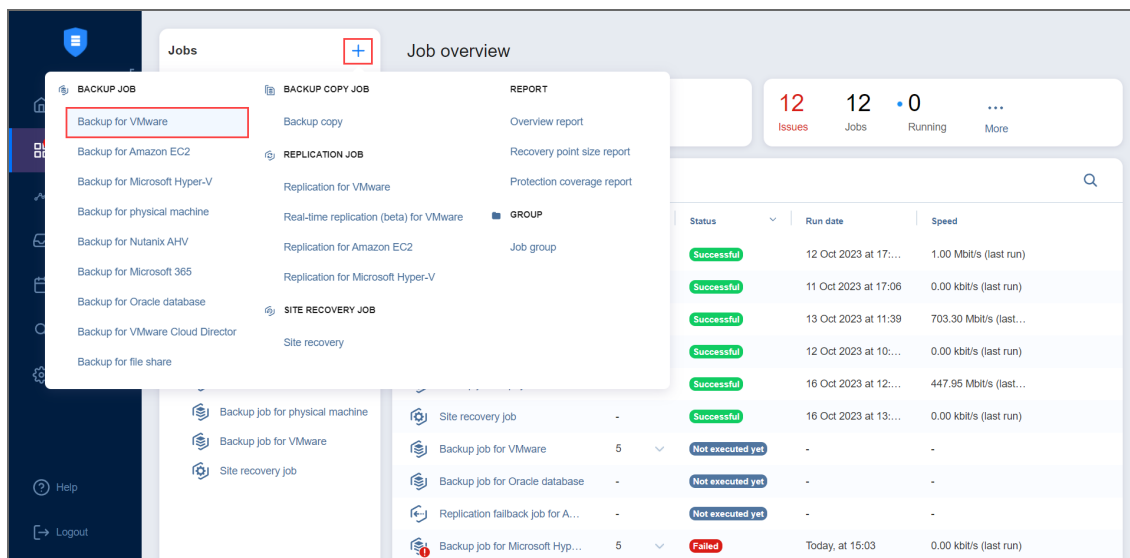 Jobs
+
Job overview
BACKUP JOB
Backup for VMware
Backup for Amazon EC2
Backup for Microsoft Hyper-V
Backup for physical machine
Backup for Nutanix AHV
Backup for Microsoft 365
Backup for Oracle database
Backup for VMware Cloud Director
Backup for file share
BACKUP COPY JOB
Backup copy
REPLICATION JOB
Replication for VMware
Real-time replication (beta) for VMware
Replication for Amazon EC2
Replication for Microsoft Hyper-V
SITE RECOVERY JOB
Site recovery
REPORT
Overview report
Recovery point size report
Protection coverage report
GROUP
Job group
12 12 0 ...
Issues Jobs Running More
Status Run date Speed
Successful 12 Oct 2023 at 17:... 1.00 Mbit/s (last run)
Successful 11 Oct 2023 at 17:06 0.00 kbit/s (last run)
Successful 13 Oct 2023 at 11:39 703.30 Mbit/s (last...
Successful 12 Oct 2023 at 10:... 0.00 kbit/s (last run)
Successful 16 Oct 2023 at 12:... 447.95 Mbit/s (last...
Backup job for physical machine
Backup job for VMware
Site recovery job
Site recovery job - Successful 16 Oct 2023 at 13:... 0.00 kbit/s (last run)
Backup job for VMware 5 Not executed yet - -
Backup job for Oracle database - Not executed yet - -
Replication failback job for A... - Not executed yet - -
Backup job for Microsoft Hyp... 5 Failed Today, at 15:03 0.00 kbit/s (last run)
Help
Logout